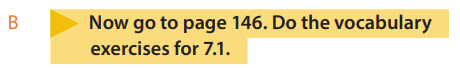 B Now go to page 146. Do the vocabulary
exercises for 7.1.